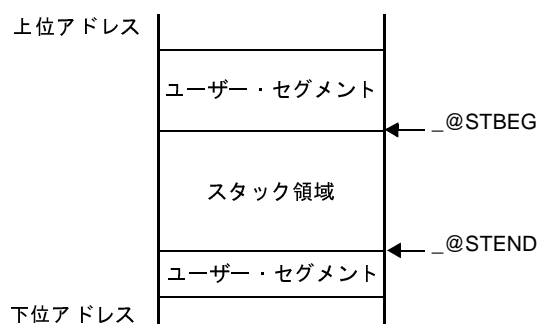 上位アドレス
ユーザー・セグメント
_@STBEG
スタック領域
_@STEND
ユーザー・セグメント
下位アドレス